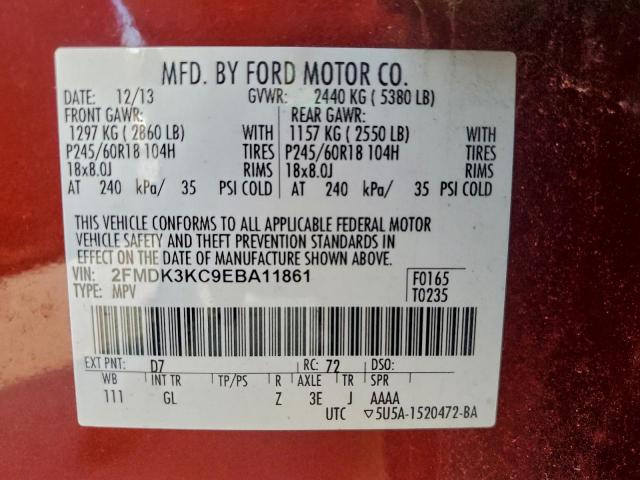 MFD. BY FORD MOTOR CO.
DATE: 12/13 GVWR: 2440 KG ( 5380 LB)
FRONT GAWR: REAR GAWR:
1297 KG ( 2860 LB) WITH 1157 KG ( 2550 LB) WITH
P245/60R18 104H TIRES P245/60R18 104H TIRES
18x8.0J RIMS 18x8.0J RIMS
AT 240 kPa/ 35 PSI COLD AT 240 kPa/ 35 PSI COLD
THIS VEHICLE CONFORMS TO ALL APPLICABLE FEDERAL MOTOR
VEHICLE SAFETY AND THEFT PREVENTION STANDARDS IN
EFFECT ON THE DATE OF MANUFACTURE SHOWN ABOVE.
VIN: 2FMDK3KC9EBA11861 F0165
TYPE: MPV T0235
EXT PNT: D7 RC: 72 DSO:
WB INT TR TP/PS R AXLE TR SPR
111 GL Z 3E J AAAA
UTC ▽5U5A-1520472-BA